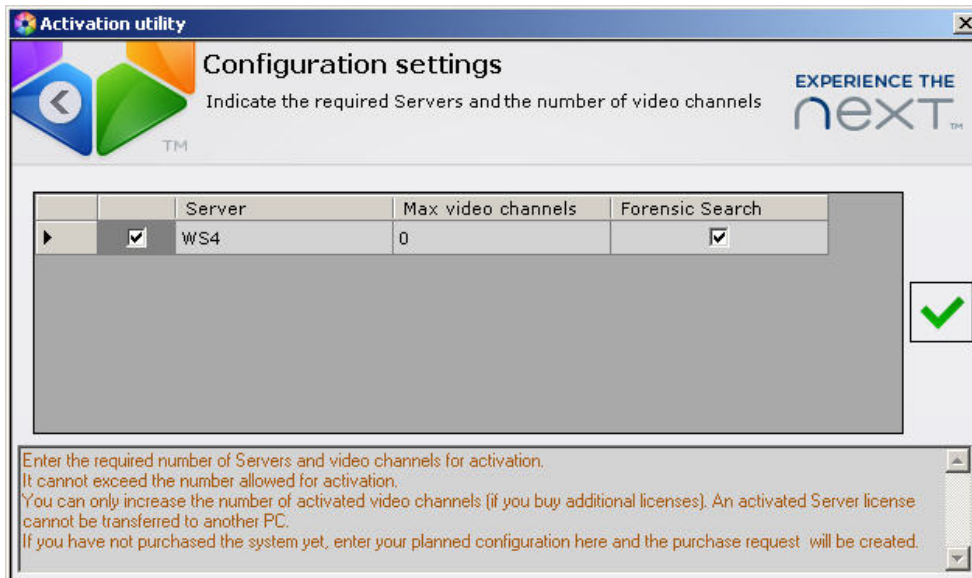 Activation utility
Configuration settings
Indicate the required Servers and the number of video channels
EXPERIENCE THE
next™
TM
Server Max video channels Forensic Search
WS4 0
Enter the required number of Servers and video channels for activation.
It cannot exceed the number allowed for activation.
You can only increase the number of activated video channels (if you buy additional licenses). An activated Server license
cannot be transferred to another PC.
If you have not purchased the system yet, enter your planned configuration here and the purchase request will be created.